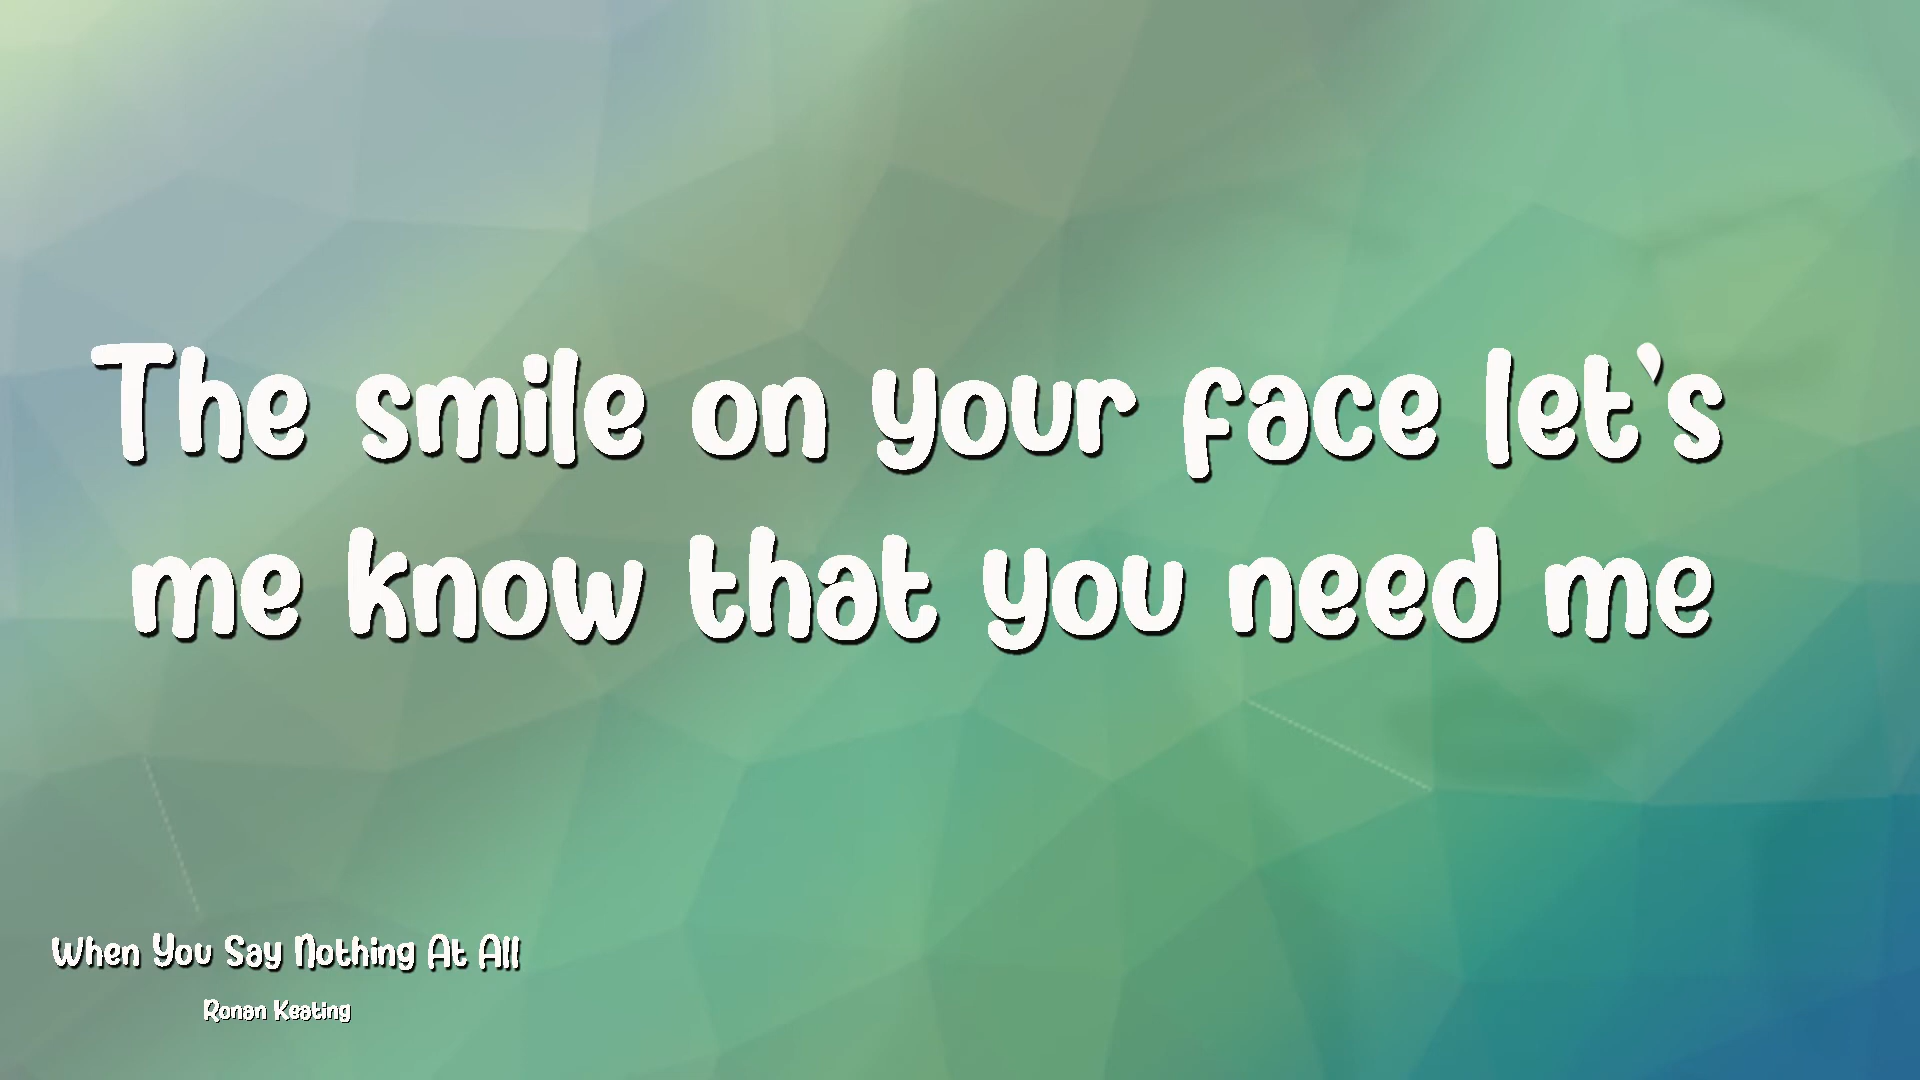 The smile on your face let's
me know that you need me
When You Say Nothing At All
Ronan Keating